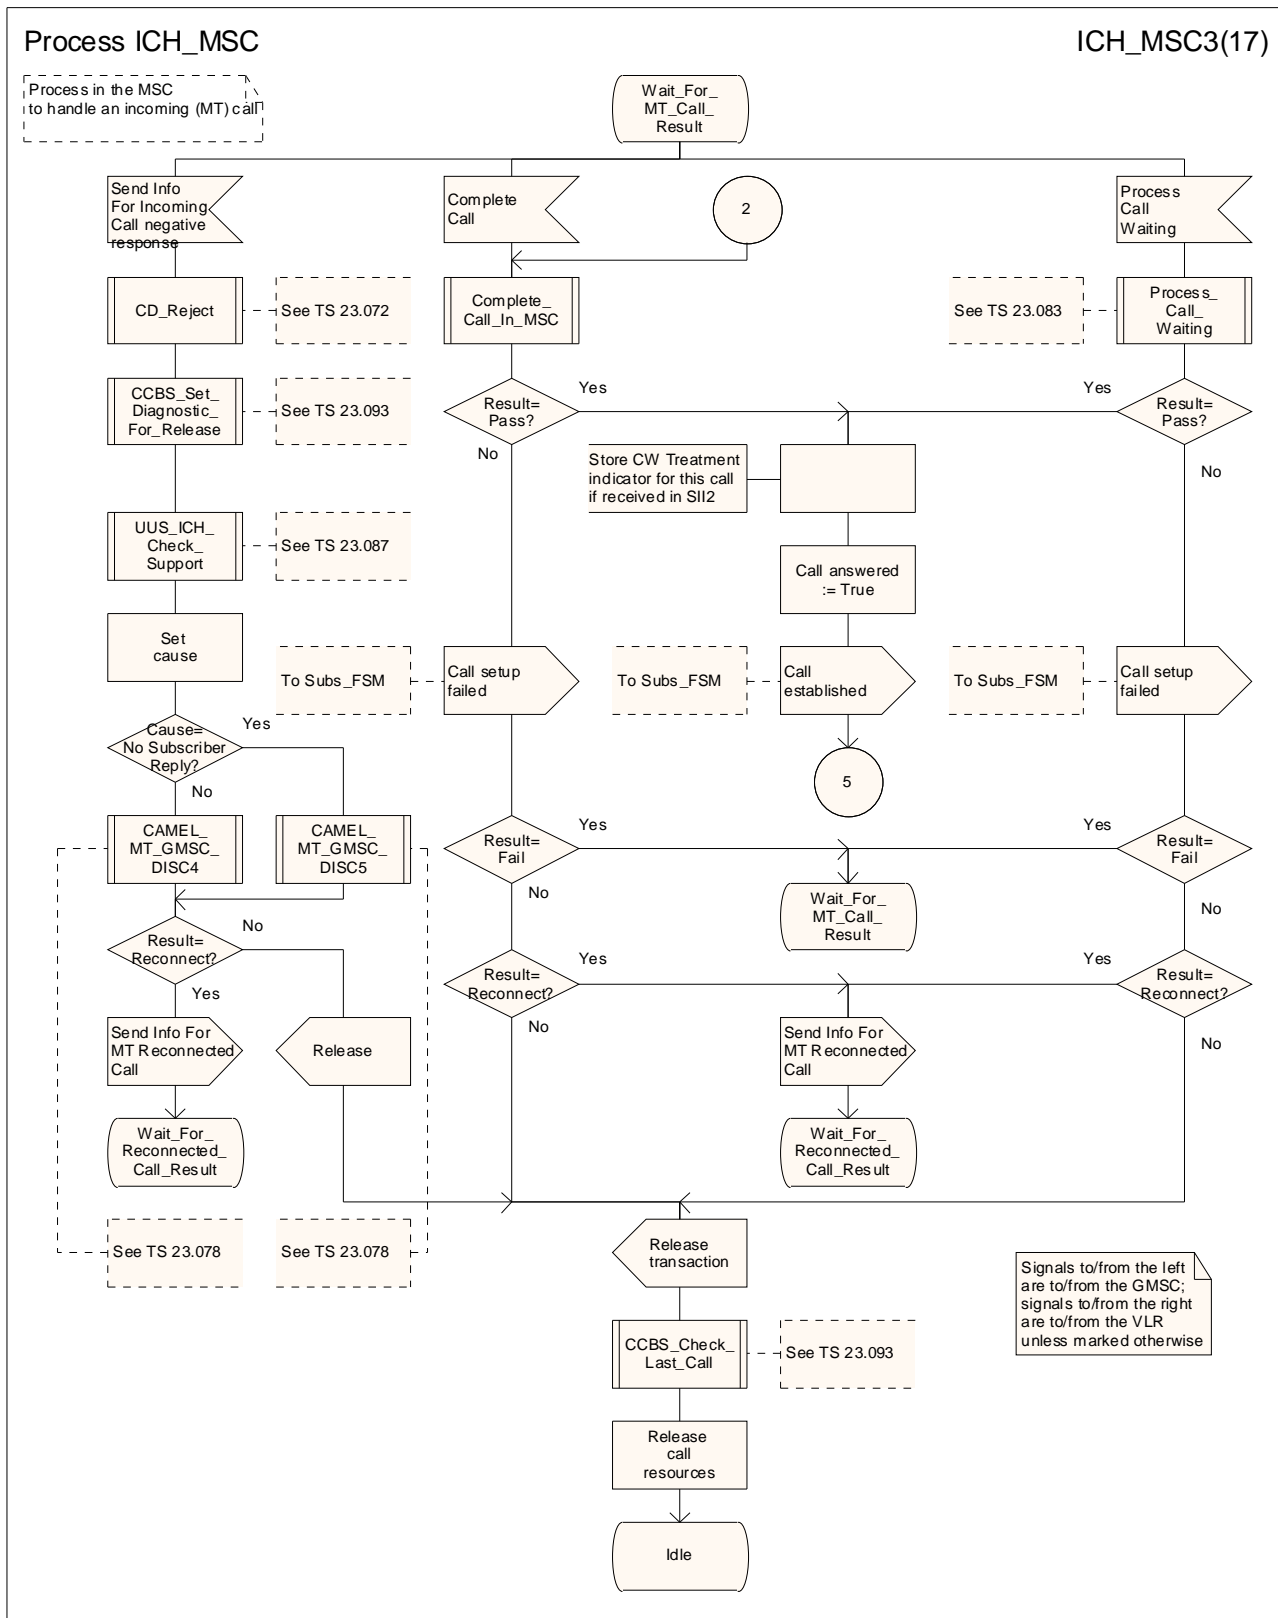 Process ICH_MSC
ICH_MSC3(17)
Process in the MSC
to handle an incoming (MT) call
Wait_For_
MT_Call_
Result
Send Info
For Incoming
Call negative
response
Complete
Call
2
Process
Call
Waiting
CD_Reject
See TS 23.072
Complete_
Call_In_MSC
See TS 23.083
Process_
Call_
Waiting
CCBS_Set_
Diagnostic_
For_Release
See TS 23.093
Result=
Pass?
Yes
No
Yes
Result=
Pass?
No
Store CW Treatment
indicator for this call
if received in SII2
UUS_ICH_
Check_
Support
See TS 23.087
Call answered
:= True
Set
cause
To Subs_FSM
Call setup
failed
To Subs_FSM
Call
established
To Subs_FSM
Call setup
failed
Cause=
No Subscriber
Reply?
Yes
No
5
CAMEL_
MT_GMSC_
DISC4
CAMEL_
MT_GMSC_
DISC5
Result=
Fail
Yes
No
Yes
Result=
Fail
No
Wait_For_
MT_Call_
Result
Result=
Reconnect?
No
Yes
Result=
Reconnect?
Yes
No
Yes
Result=
Reconnect?
No
Send Info For
MT Reconnected
Call
Release
Send Info For
MT Reconnected
Call
Wait_For_
Reconnected_
Call_Result
Wait_For_
Reconnected_
Call_Result
See TS 23.078
See TS 23.078
Release
transaction
Signals to/from the left
are to/from the GMSC;
signals to/from the right
are to/from the VLR
unless marked otherwise
CCBS_Check_
Last_Call
See TS 23.093
Release
call
resources
Idle